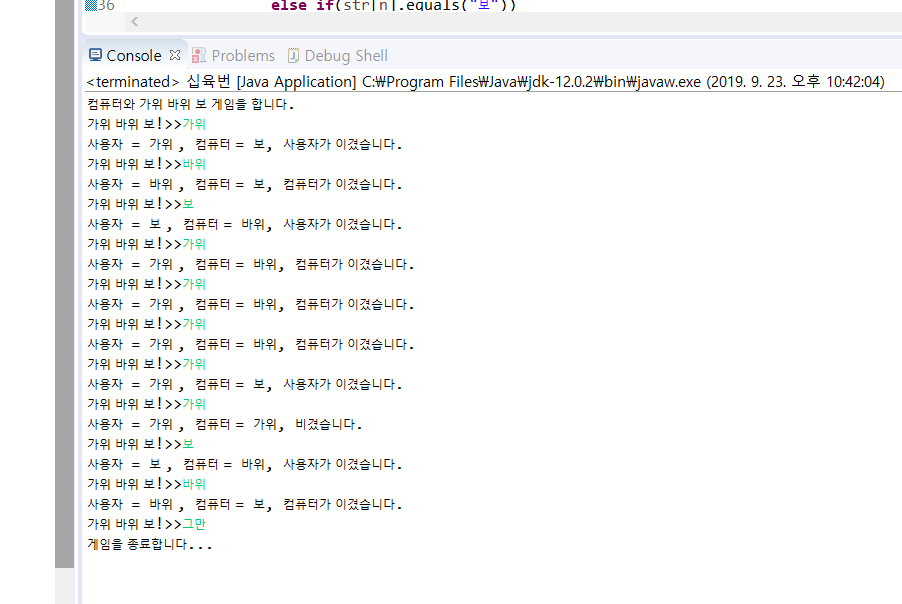 36 else if(str[n].equals("보"))
Console Problems Debug Shell
<terminated> 십육번 [Java Application] C:₩Program Files₩Java₩jdk-12.0.2₩bin₩javaw.exe (2019. 9. 23. 오후 10:42:04)
컴퓨터와 가위 바위 보 게임을 합니다.
가위 바위 보!>>가위
사용자 = 가위 , 컴퓨터 = 보, 사용자가 이겼습니다.
가위 바위 보!>>바위
사용자 = 바위 , 컴퓨터 = 보, 컴퓨터가 이겼습니다.
가위 바위 보!>>보
사용자 = 보 , 컴퓨터 = 바위, 사용자가 이겼습니다.
가위 바위 보!>>가위
사용자 = 가위 , 컴퓨터 = 바위, 컴퓨터가 이겼습니다.
가위 바위 보!>>가위
사용자 = 가위 , 컴퓨터 = 바위, 컴퓨터가 이겼습니다.
가위 바위 보!>>가위
사용자 = 가위 , 컴퓨터 = 바위, 컴퓨터가 이겼습니다.
가위 바위 보!>>가위
사용자 = 가위 , 컴퓨터 = 보, 사용자가 이겼습니다.
가위 바위 보!>>가위
사용자 = 가위 , 컴퓨터 = 가위, 비겼습니다.
가위 바위 보!>>보
사용자 = 보 , 컴퓨터 = 바위, 사용자가 이겼습니다.
가위 바위 보!>>바위
사용자 = 바위 , 컴퓨터 = 보, 컴퓨터가 이겼습니다.
가위 바위 보!>>그만
게임을 종료합니다...